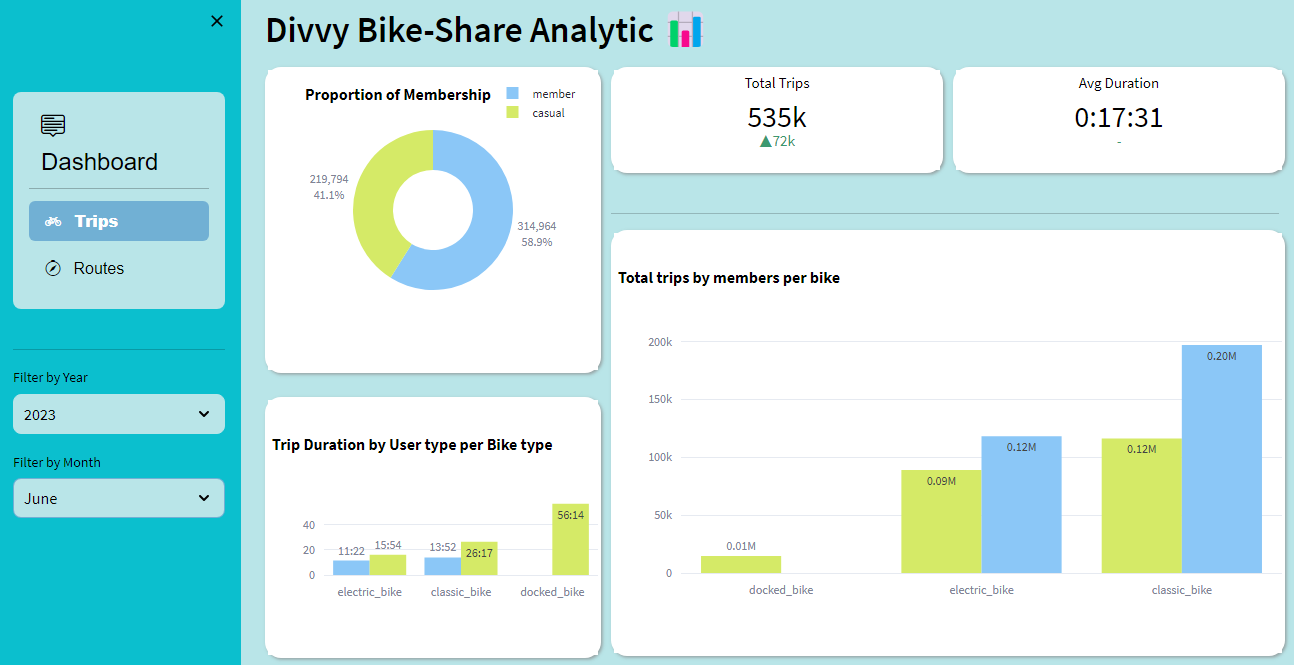 ×
Dashboard
Trips
Routes
Filter by Year
2023
Filter by Month
June
Divvy Bike-Share Analytic
Proportion of Membership
member
casual
219,794
41.1%
314,964
58.9%
Total Trips
535k
▲72k
Avg Duration
0:17:31
-
Trip Duration by User type per Bike type
40
20
0
11:22
15:54
13:52
26:17
56:14
electric_bike
classic_bike
docked_bike
Total trips by members per bike
200k
150k
100k
50k
0
0.01M
0.09M
0.12M
0.12M
0.20M
docked_bike
electric_bike
classic_bike